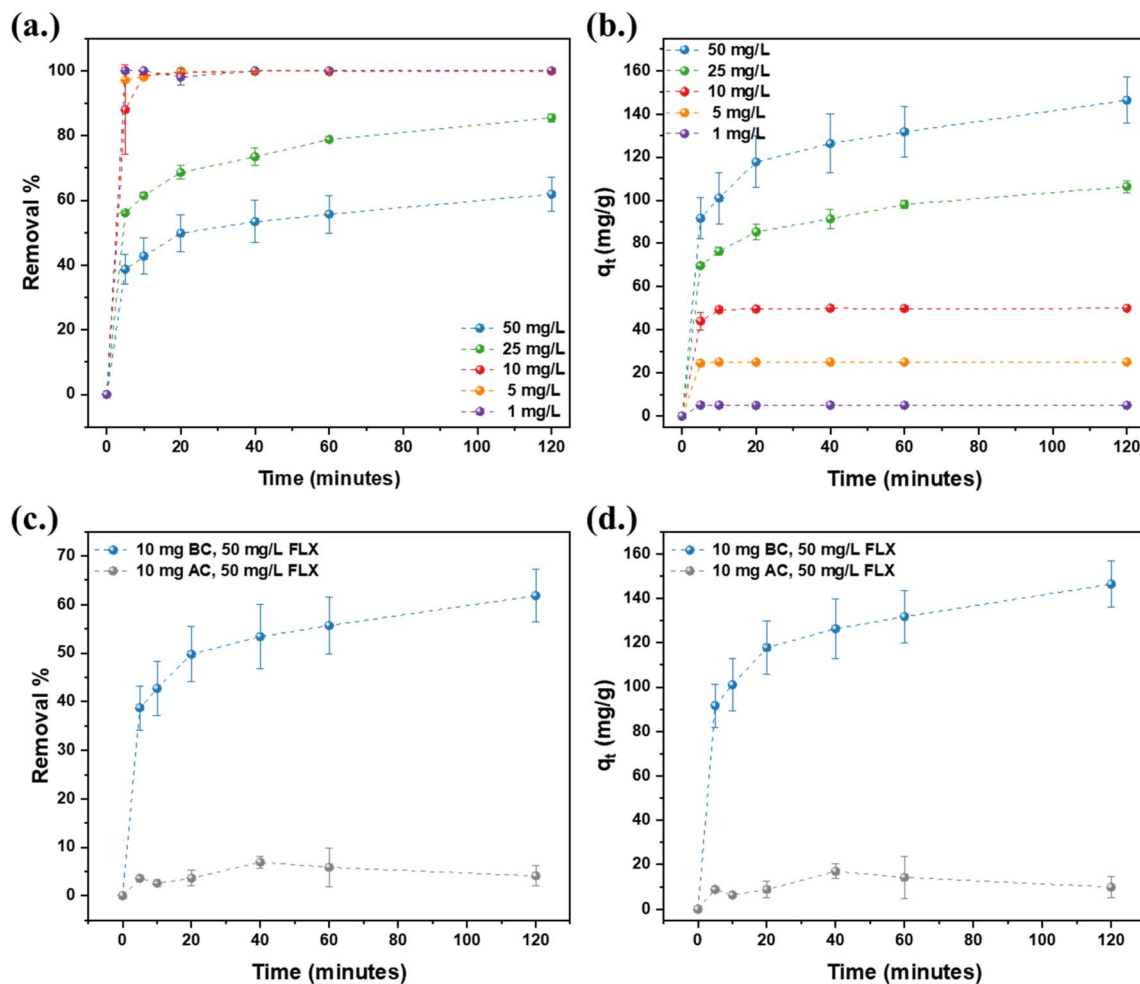 (a.)
100
80
60
40
20
0
Removal %
50 mg/L
25 mg/L
10 mg/L
5 mg/L
1 mg/L
0 20 40 60 80 100 120
Time (minutes)
(b.)
160
140
120
100
80
60
40
20
0
qt (mg/g)
50 mg/L
25 mg/L
10 mg/L
5 mg/L
1 mg/L
0 20 40 60 80 100 120
Time (minutes)
(c.)
70
60
50
40
30
20
10
0
Removal %
10 mg BC, 50 mg/L FLX
10 mg AC, 50 mg/L FLX
0 20 40 60 80 100 120
Time (minutes)
(d.)
160
140
120
100
80
60
40
20
0
qt (mg/g)
10 mg BC, 50 mg/L FLX
10 mg AC, 50 mg/L FLX
0 20 40 60 80 100 120
Time (minutes)